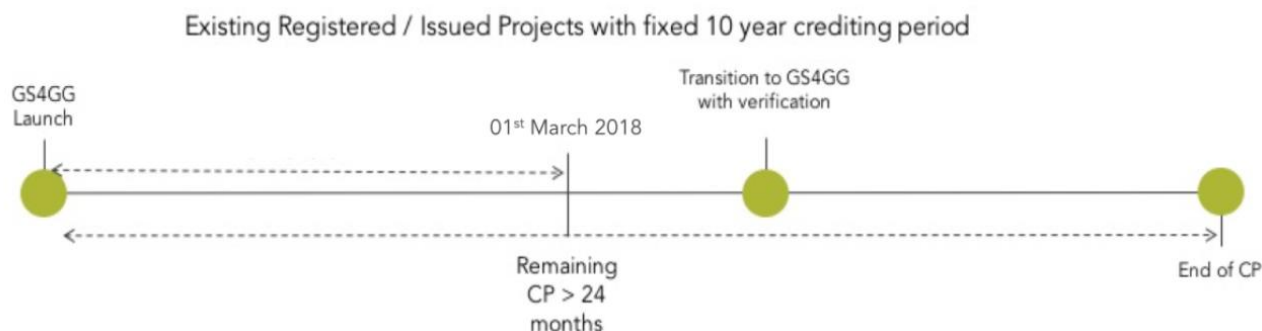 Existing Registered / Issued Projects with fixed 10 year crediting period
GS4GG
Launch
01st March 2018
Transition to GS4GG
with verification
Remaining
CP > 24
months
End of CP